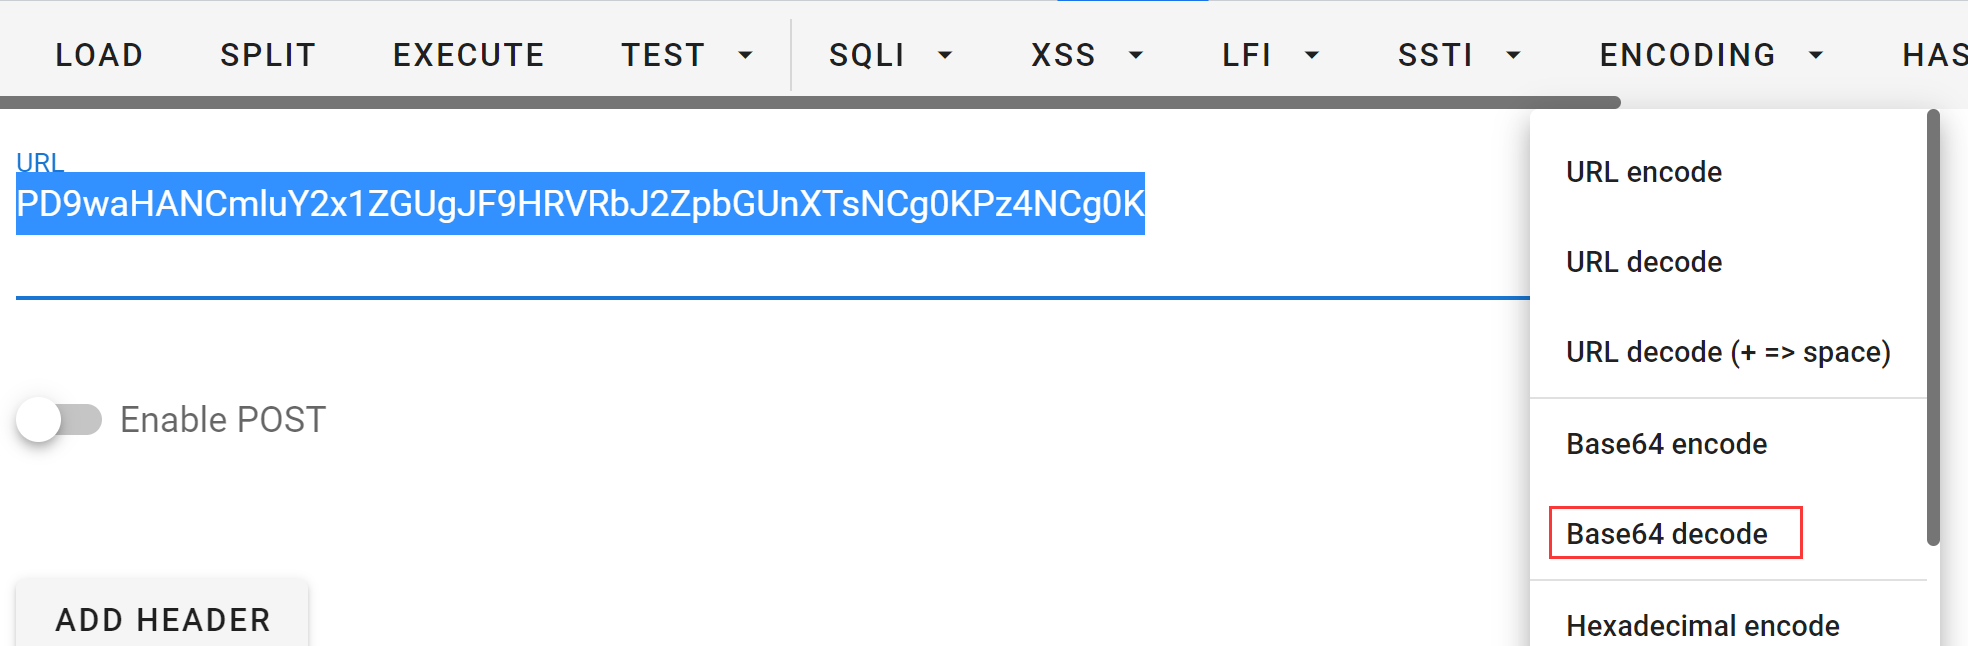 LOAD SPLIT EXECUTE TEST SQLI XSS LFI SSTI ENCODING HAS
URL
PD9waHANCmluY2x1ZGUgJF9HRVRbJ2ZpbGUnXTsNCg0KPz4NCg0K
Enable POST
ADD HEADER
URL encode
URL decode
URL decode (+ => space)
Base64 encode
Base64 decode
Hexadecimal encode